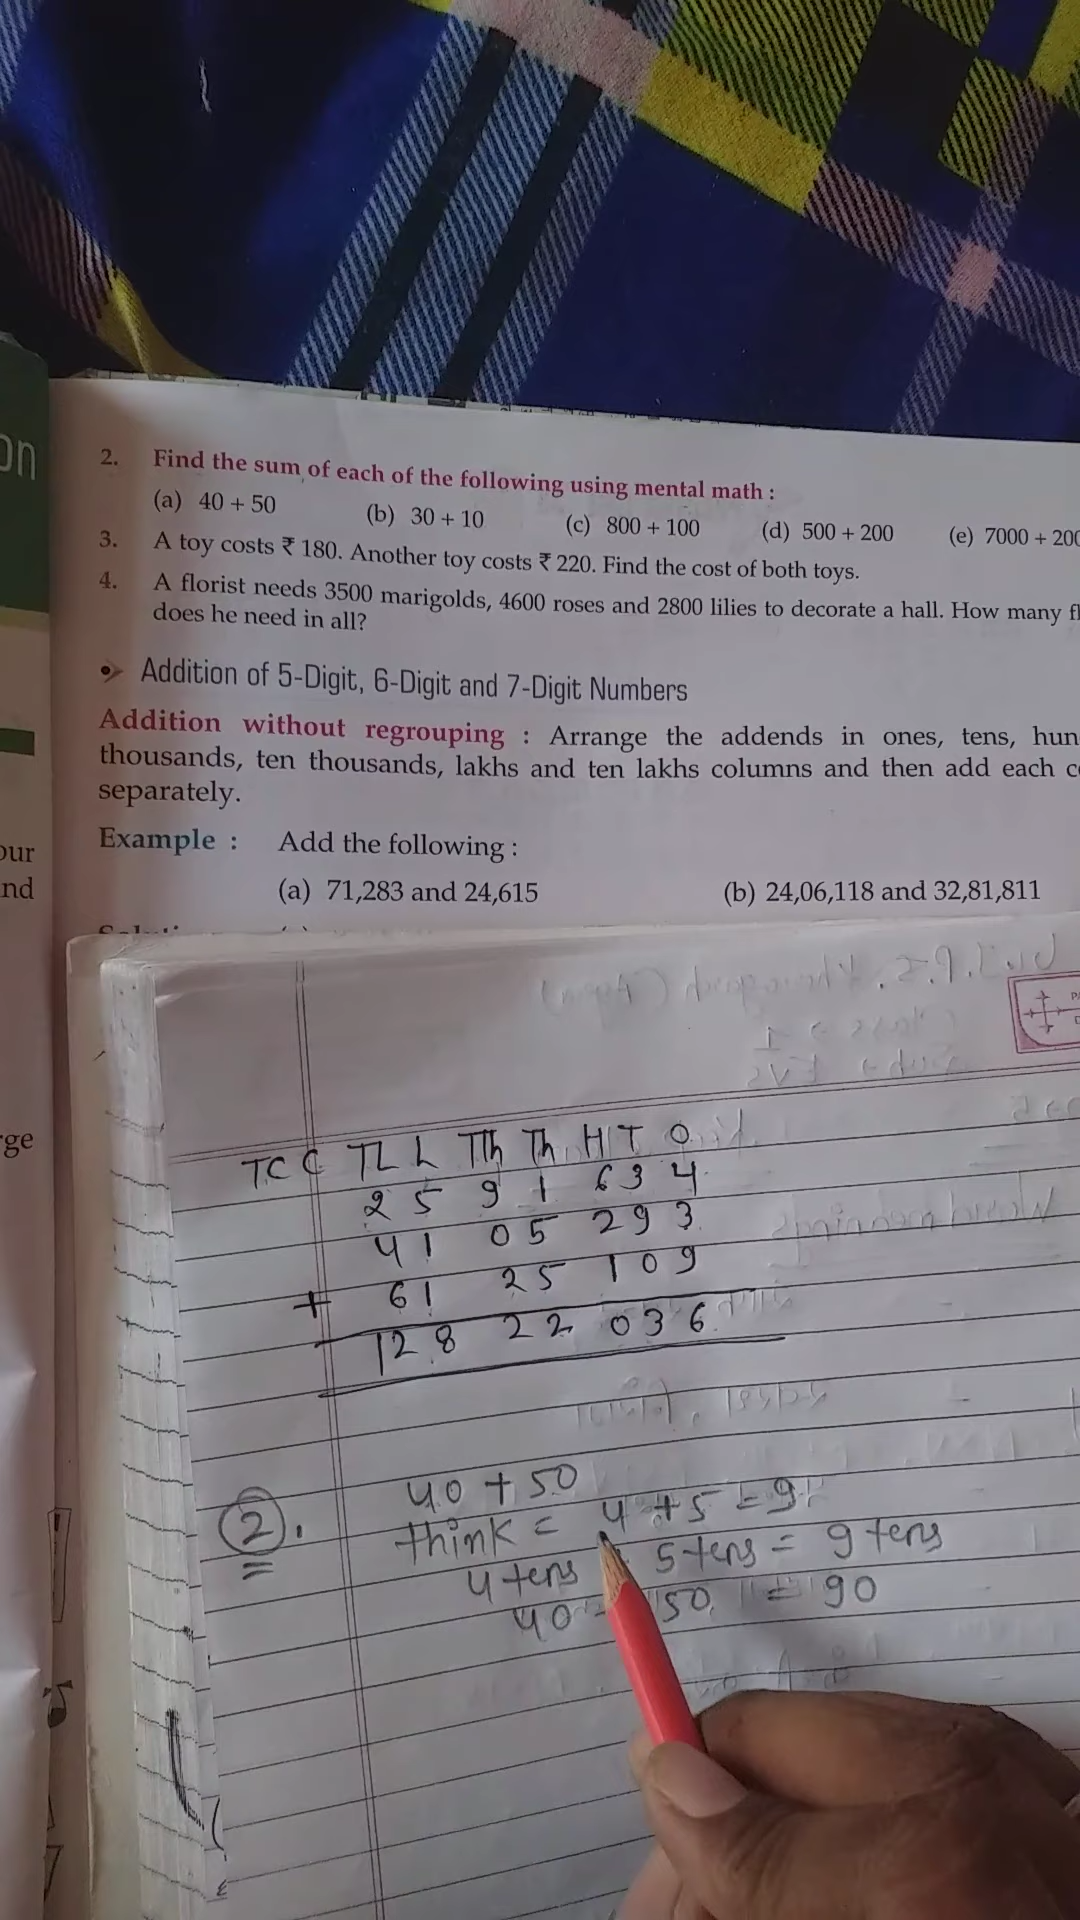 on
2. Find the sum of each of the following using mental math :
(a) 40 + 50 (b) 30 + 10 (c) 800 + 100 (d) 500 + 200 (e) 7000 + 200
3. A toy costs ₹ 180. Another toy costs ₹ 220. Find the cost of both toys.
4. A florist needs 3500 marigolds, 4600 roses and 2800 lilies to decorate a hall. How many
does he need in all?
Addition of 5-Digit, 6-Digit and 7-Digit Numbers
Addition without regrouping : Arrange the addends in ones, tens, hun
thousands, ten thousands, lakhs and ten lakhs columns and then add each
separately.
Example : Add the following :
(a) 71,283 and 24,615 (b) 24,06,118 and 32,81,811
our
nd
rge
TC C TL L TTh Th H T O
2 5 9 1 6 3 4
4 1 0 5 2 9 3
+ 6 1 2 5 1 0 9
1 2 8 2 2 0 3 6
2. 40 + 50
think = 4 + 5 = 9
4 tens 5 tens = 9 tens
40 50 = 90